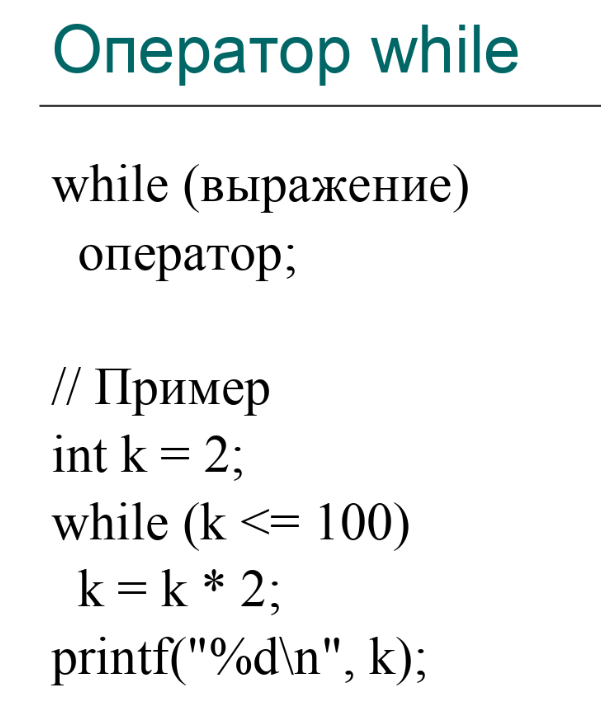 Оператор while
while (выражение)
оператор;
// Пример
int k = 2;
while (k <= 100)
k = k * 2;
printf("%d\n", k);